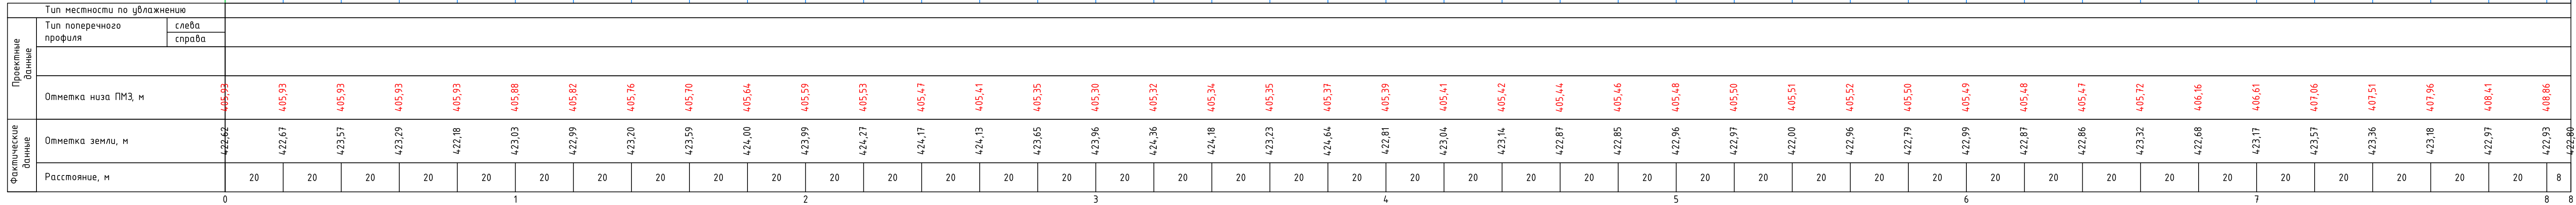 Тип местности по увлажнению
Проектные данные
Тип поперечного профиля
слева
справа
Отметка низа ПМЗ, м
405,93 405,93 405,93 405,93 405,93 405,88 405,82 405,76 405,70 405,64 405,59 405,53 405,47 405,41 405,35 405,30 405,32 405,34 405,35 405,37 405,39 405,41 405,42 405,44 405,46 405,48 405,50 405,51 405,52 405,50 405,49 405,48 405,47 405,72 406,16 406,61 407,06 407,51 407,96 408,41 408,86
Фактические данные
Отметка земли, м
422,62 422,67 423,57 423,29 422,18 423,03 422,99 423,20 423,59 424,00 423,99 424,27 424,17 424,13 423,65 423,96 424,36 424,18 423,23 424,64 422,81 423,04 423,14 422,87 422,85 422,96 422,97 422,00 422,96 422,79 422,99 422,87 422,86 423,32 422,68 423,17 423,57 423,36 423,18 422,97 422,93 422,80
Расстояние, м
20 20 20 20 20 20 20 20 20 20 20 20 20 20 20 20 20 20 20 20 20 20 20 20 20 20 20 20 20 20 20 20 20 20 20 20 20 20 20 20 8
0 1 2 3 4 5 6 7 8 8